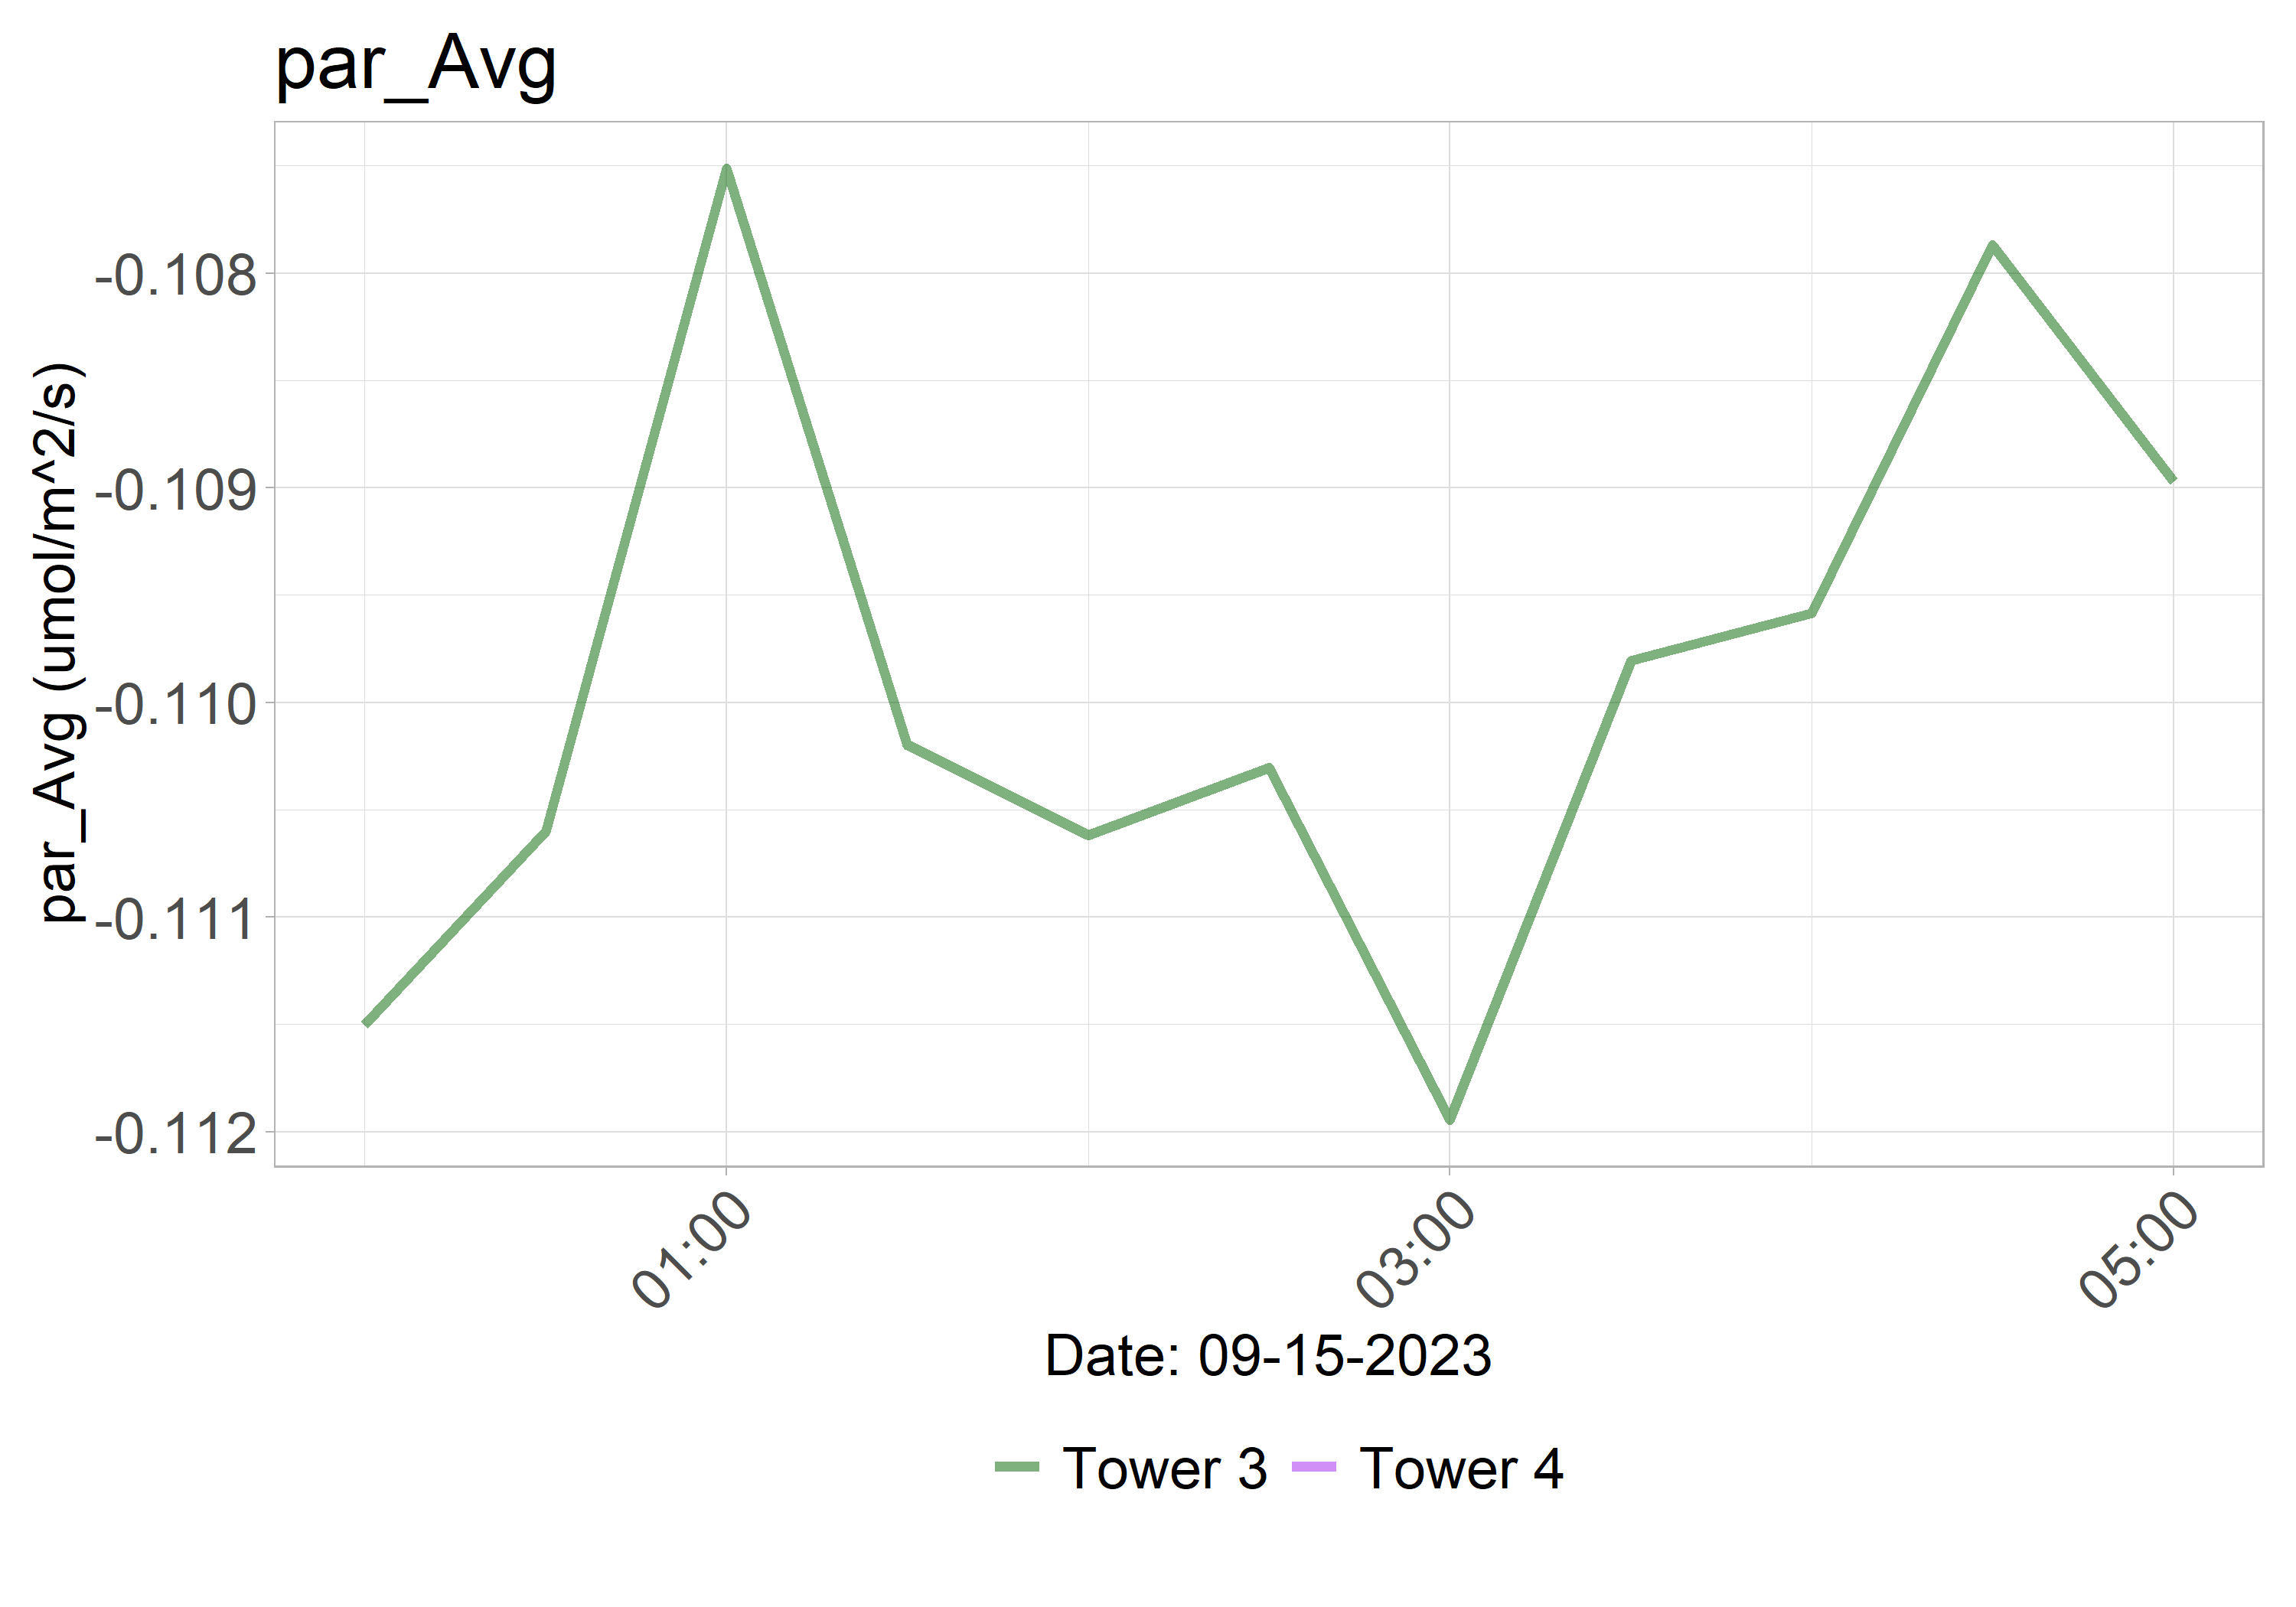 par_Avg
par_Avg (umol/m^2/s)
-0.108
-0.109
-0.110
-0.111
-0.112
01:00
03:00
05:00
Date: 09-15-2023
Tower 3
Tower 4